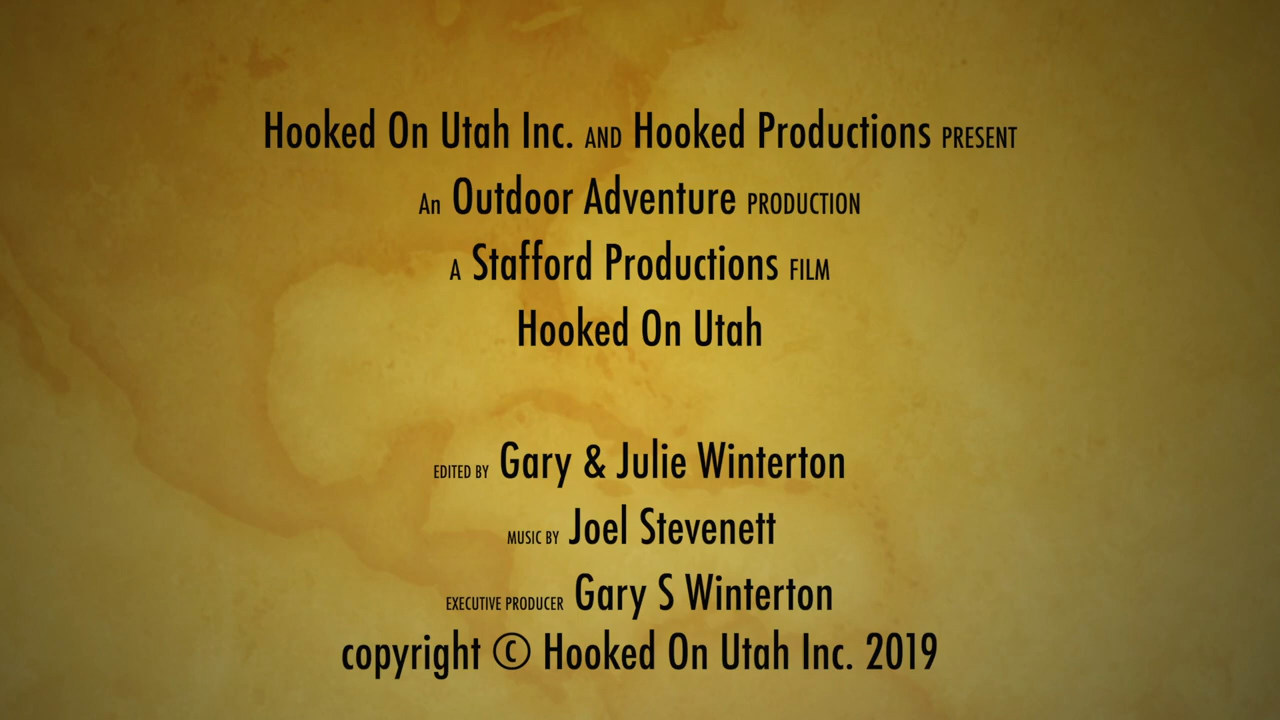 Hooked On Utah Inc. AND Hooked Productions PRESENT
An Outdoor Adventure PRODUCTION
A Stafford Productions FILM
Hooked On Utah
EDITED BY Gary & Julie Winterton
MUSIC BY Joel Stevenett
EXECUTIVE PRODUCER Gary S Winterton
copyright © Hooked On Utah Inc. 2019